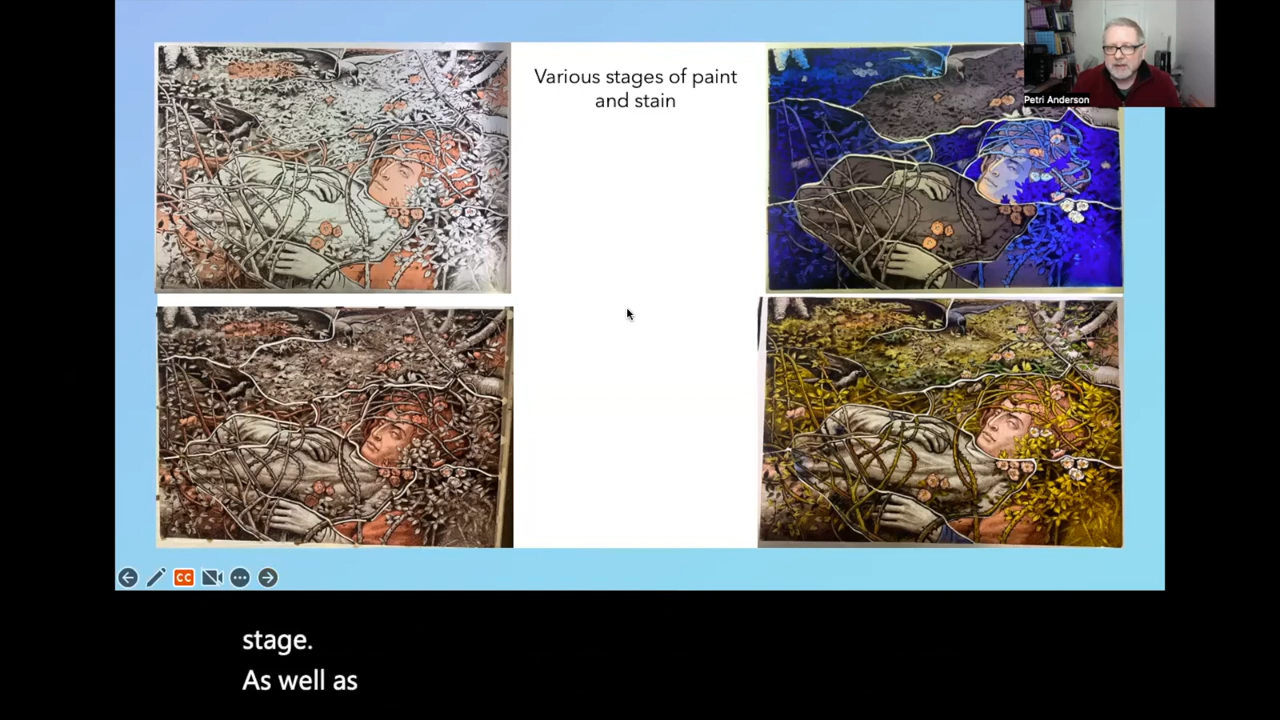 Various stages of paint
and stain
Petri Anderson
CC
stage.
As well as